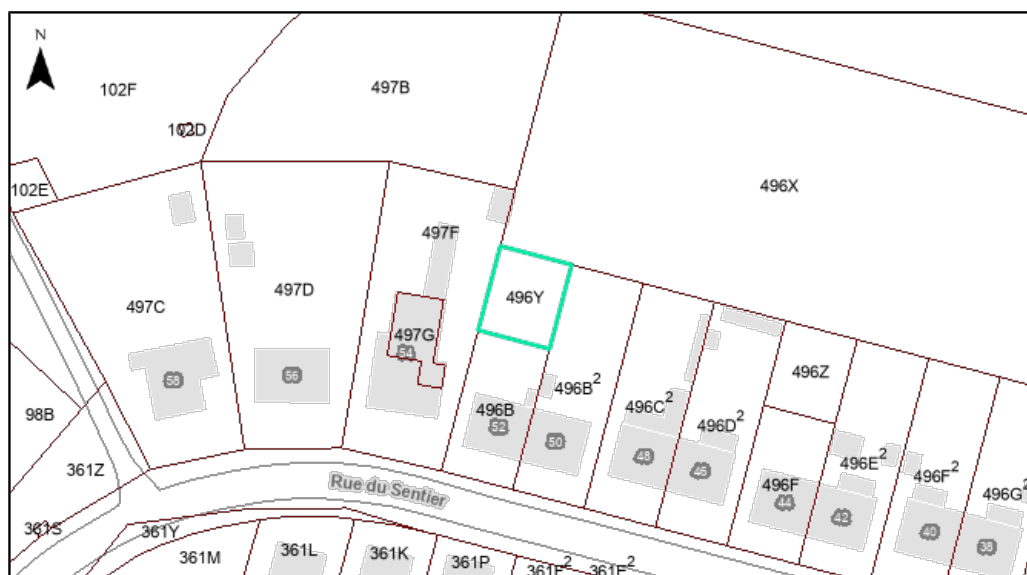 N
102F
497B
102D
496X
102E
497F
497D
496Y
497C
497G
54
496Z
58
56
98B
496B²
496B
496C²
496D²
52
50
48
46
496E²
496F
496F²
496G²
361Z
44
42
40
38
Rue du Sentier
361S
361Y
361M
361L
361K
361P